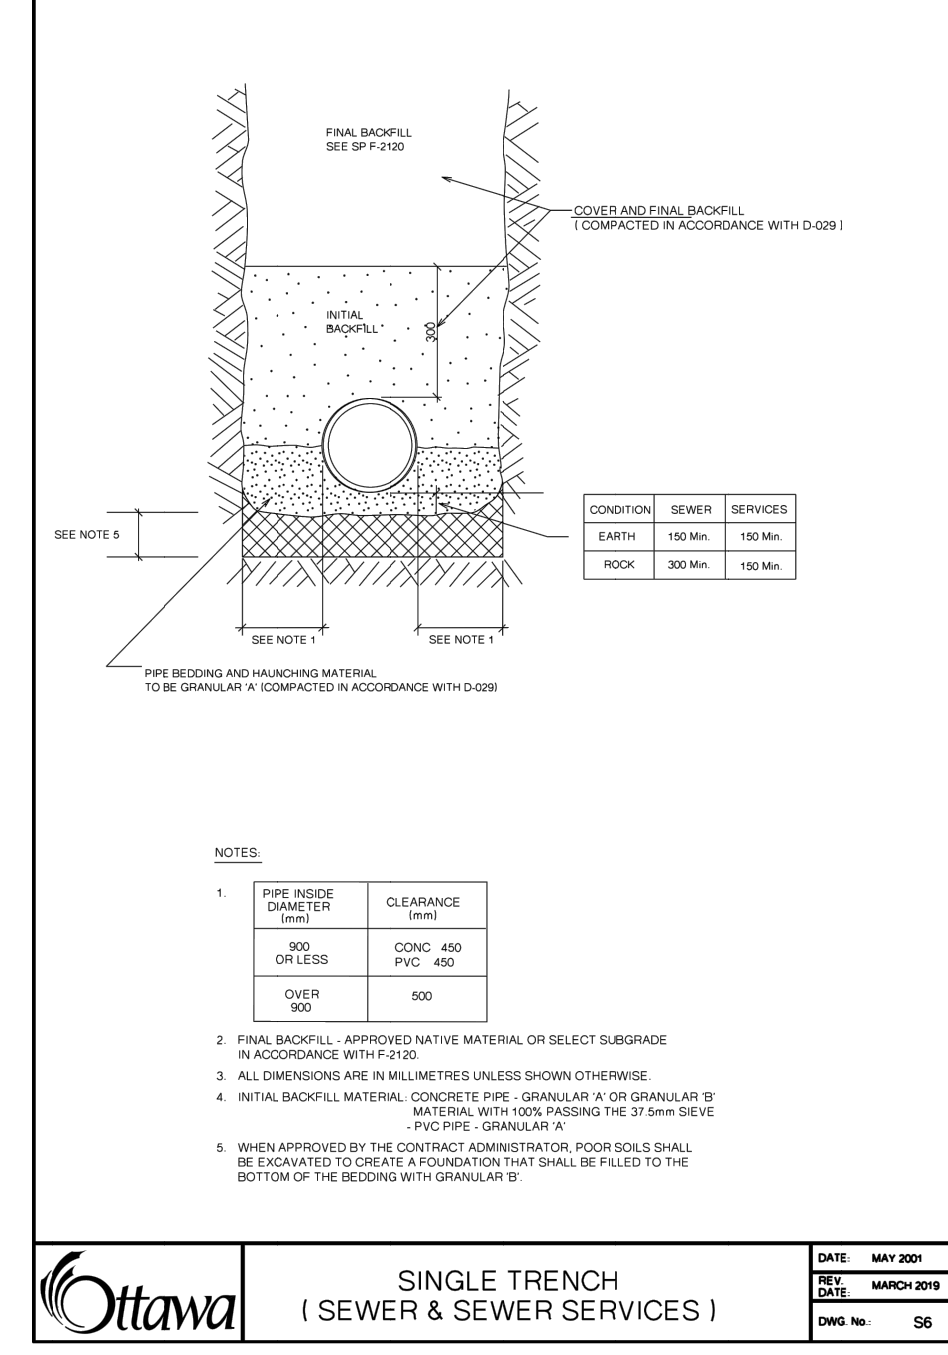 FINAL BACKFILL
SEE SP F-2120
COVER AND FINAL BACKFILL
( COMPACTED IN ACCORDANCE WITH D-029 )
INITIAL
BACKFILL
300
SEE NOTE 5
CONDITION SEWER SERVICES
EARTH 150 Min. 150 Min.
ROCK 300 Min. 150 Min.
SEE NOTE 1 SEE NOTE 1
PIPE BEDDING AND HAUNCHING MATERIAL
TO BE GRANULAR 'A' (COMPACTED IN ACCORDANCE WITH D-029)
NOTES:
1.
PIPE INSIDE
DIAMETER
(mm)
CLEARANCE
(mm)
900
OR LESS
CONC 450
PVC 450
OVER
900
500
2. FINAL BACKFILL - APPROVED NATIVE MATERIAL OR SELECT SUBGRADE
IN ACCORDANCE WITH F-2120.
3. ALL DIMENSIONS ARE IN MILLIMETRES UNLESS SHOWN OTHERWISE.
4. INITIAL BACKFILL MATERIAL: CONCRETE PIPE - GRANULAR 'A' OR GRANULAR 'B'
MATERIAL WITH 100% PASSING THE 37.5mm SIEVE
- PVC PIPE - GRANULAR 'A'
5. WHEN APPROVED BY THE CONTRACT ADMINISTRATOR, POOR SOILS SHALL
BE EXCAVATED TO CREATE A FOUNDATION THAT SHALL BE FILLED TO THE
BOTTOM OF THE BEDDING WITH GRANULAR 'B'.
Ottawa
SINGLE TRENCH
( SEWER & SEWER SERVICES )
DATE: MAY 2001
REV.
DATE: MARCH 2019
DWG. No.: S6